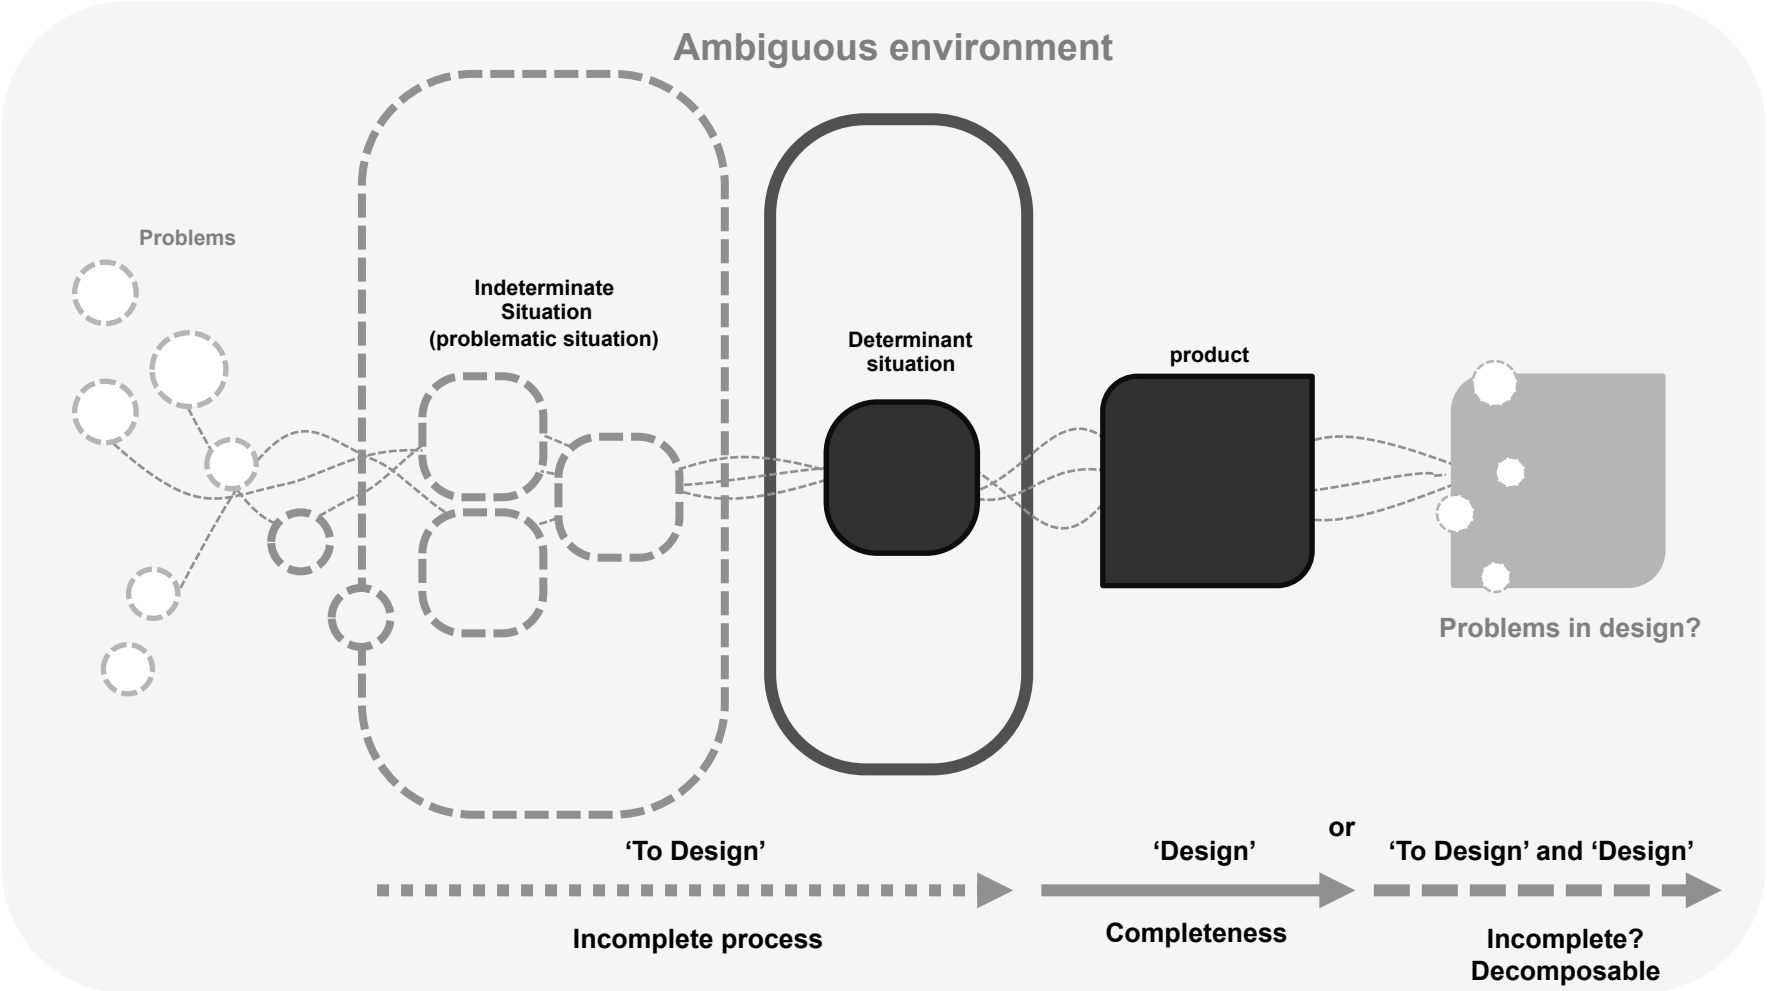 Ambiguous environment
Problems
Indeterminate
Situation
(problematic situation)
Determinant
situation
product
Problems in design?
‘To Design’
‘Design’
or
‘To Design’ and ‘Design’
Incomplete process
Completeness
Incomplete?
Decomposable